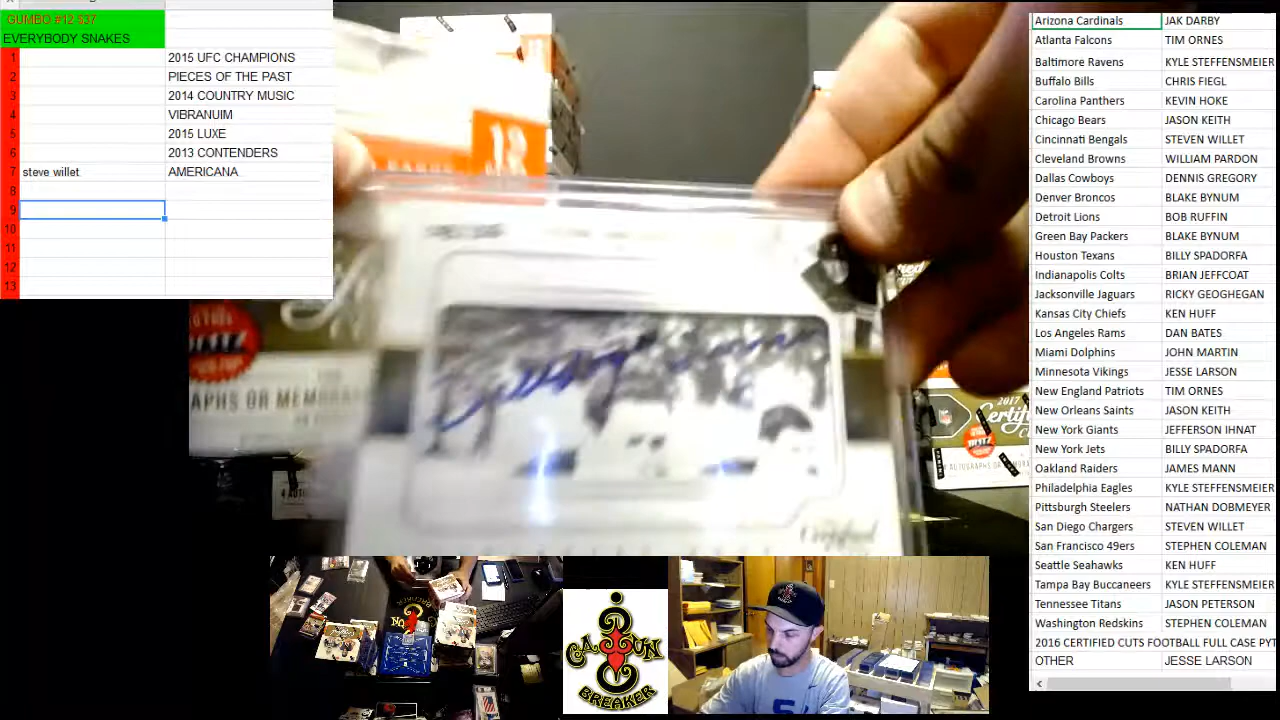 GUMBO #12 $37
EVERYBODY SNAKES
1 2015 UFC CHAMPIONS
2 PIECES OF THE PAST
3 2014 COUNTRY MUSIC
4 VIBRANUIM
5 2015 LUXE
6 2013 CONTENDERS
7 steve willet AMERICANA
8
9
10
11
12
13
Arizona Cardinals JAK DARBY
Atlanta Falcons TIM ORNES
Baltimore Ravens KYLE STEFFENSMEIER
Buffalo Bills CHRIS FIEGL
Carolina Panthers KEVIN HOKE
Chicago Bears JASON KEITH
Cincinnati Bengals STEVEN WILLET
Cleveland Browns WILLIAM PARDON
Dallas Cowboys DENNIS GREGORY
Denver Broncos BLAKE BYNUM
Detroit Lions BOB RUFFIN
Green Bay Packers BLAKE BYNUM
Houston Texans BILLY SPADORFA
Indianapolis Colts BRIAN JEFFCOAT
Jacksonville Jaguars RICKY GEOGHEGAN
Kansas City Chiefs KEN HUFF
Los Angeles Rams DAN BATES
Miami Dolphins JOHN MARTIN
Minnesota Vikings JESSE LARSON
New England Patriots TIM ORNES
New Orleans Saints JASON KEITH
New York Giants JEFFERSON IHNAT
New York Jets BILLY SPADORFA
Oakland Raiders JAMES MANN
Philadelphia Eagles KYLE STEFFENSMEIER
Pittsburgh Steelers NATHAN DOBMEYER
San Diego Chargers STEVEN WILLET
San Francisco 49ers STEPHEN COLEMAN
Seattle Seahawks KEN HUFF
Tampa Bay Buccaneers KYLE STEFFENSMEIER
Tennessee Titans JASON PETERSON
Washington Redskins STEPHEN COLEMAN
2016 CERTIFIED CUTS FOOTBALL FULL CASE PYT
OTHER JESSE LARSON
2017
Certified
CAJUN
BREAKER